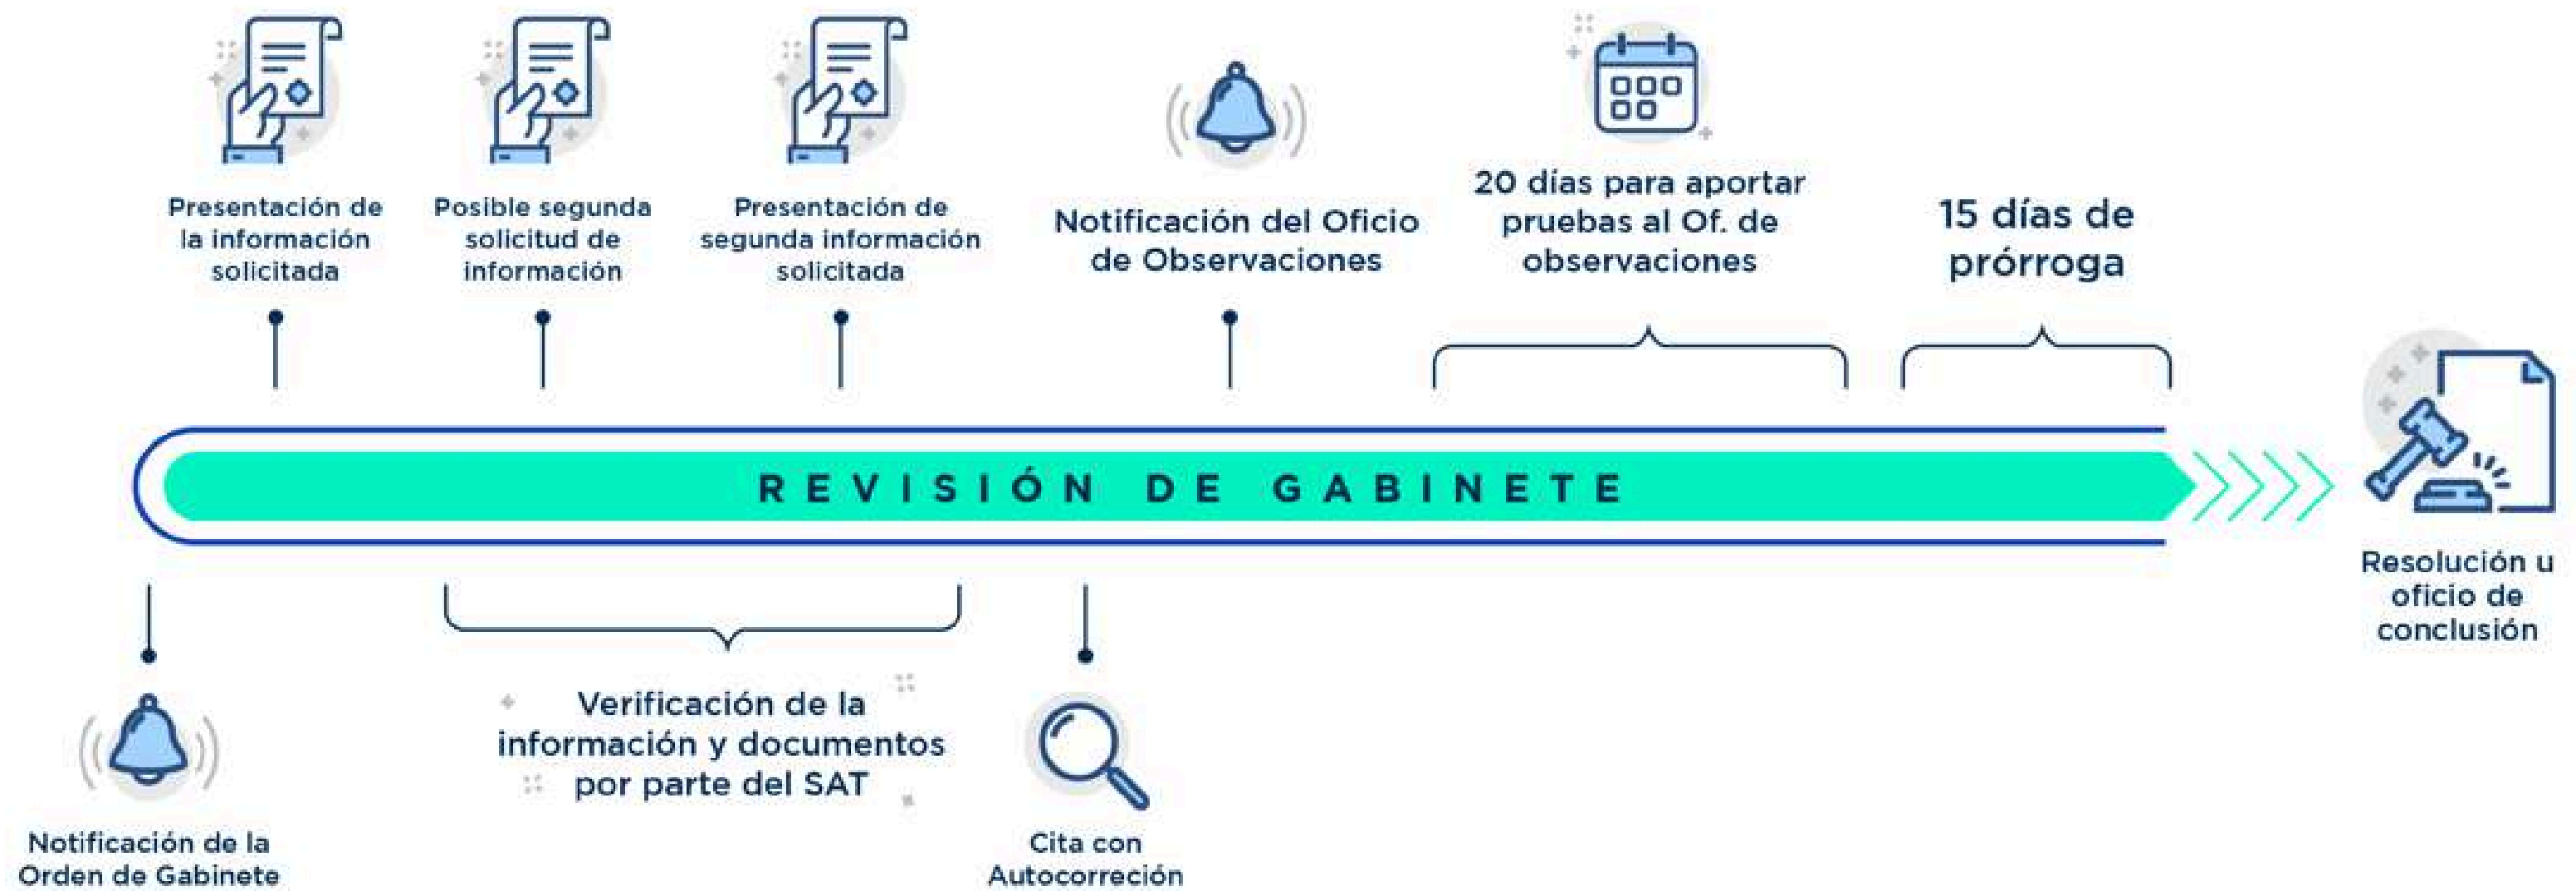 Presentación de
la información
solicitada
Posible segunda
solicitud de
información
Presentación de
segunda información
solicitada
Notificación del Oficio
de Observaciones
20 días para aportar
pruebas al Of. de
observaciones
15 días de
prórroga
REVISIÓN DE GABINETE
Resolución u
oficio de
conclusión
Notificación de la
Orden de Gabinete
Verificación de la
información y documentos
por parte del SAT
Cita con
Autocorreción